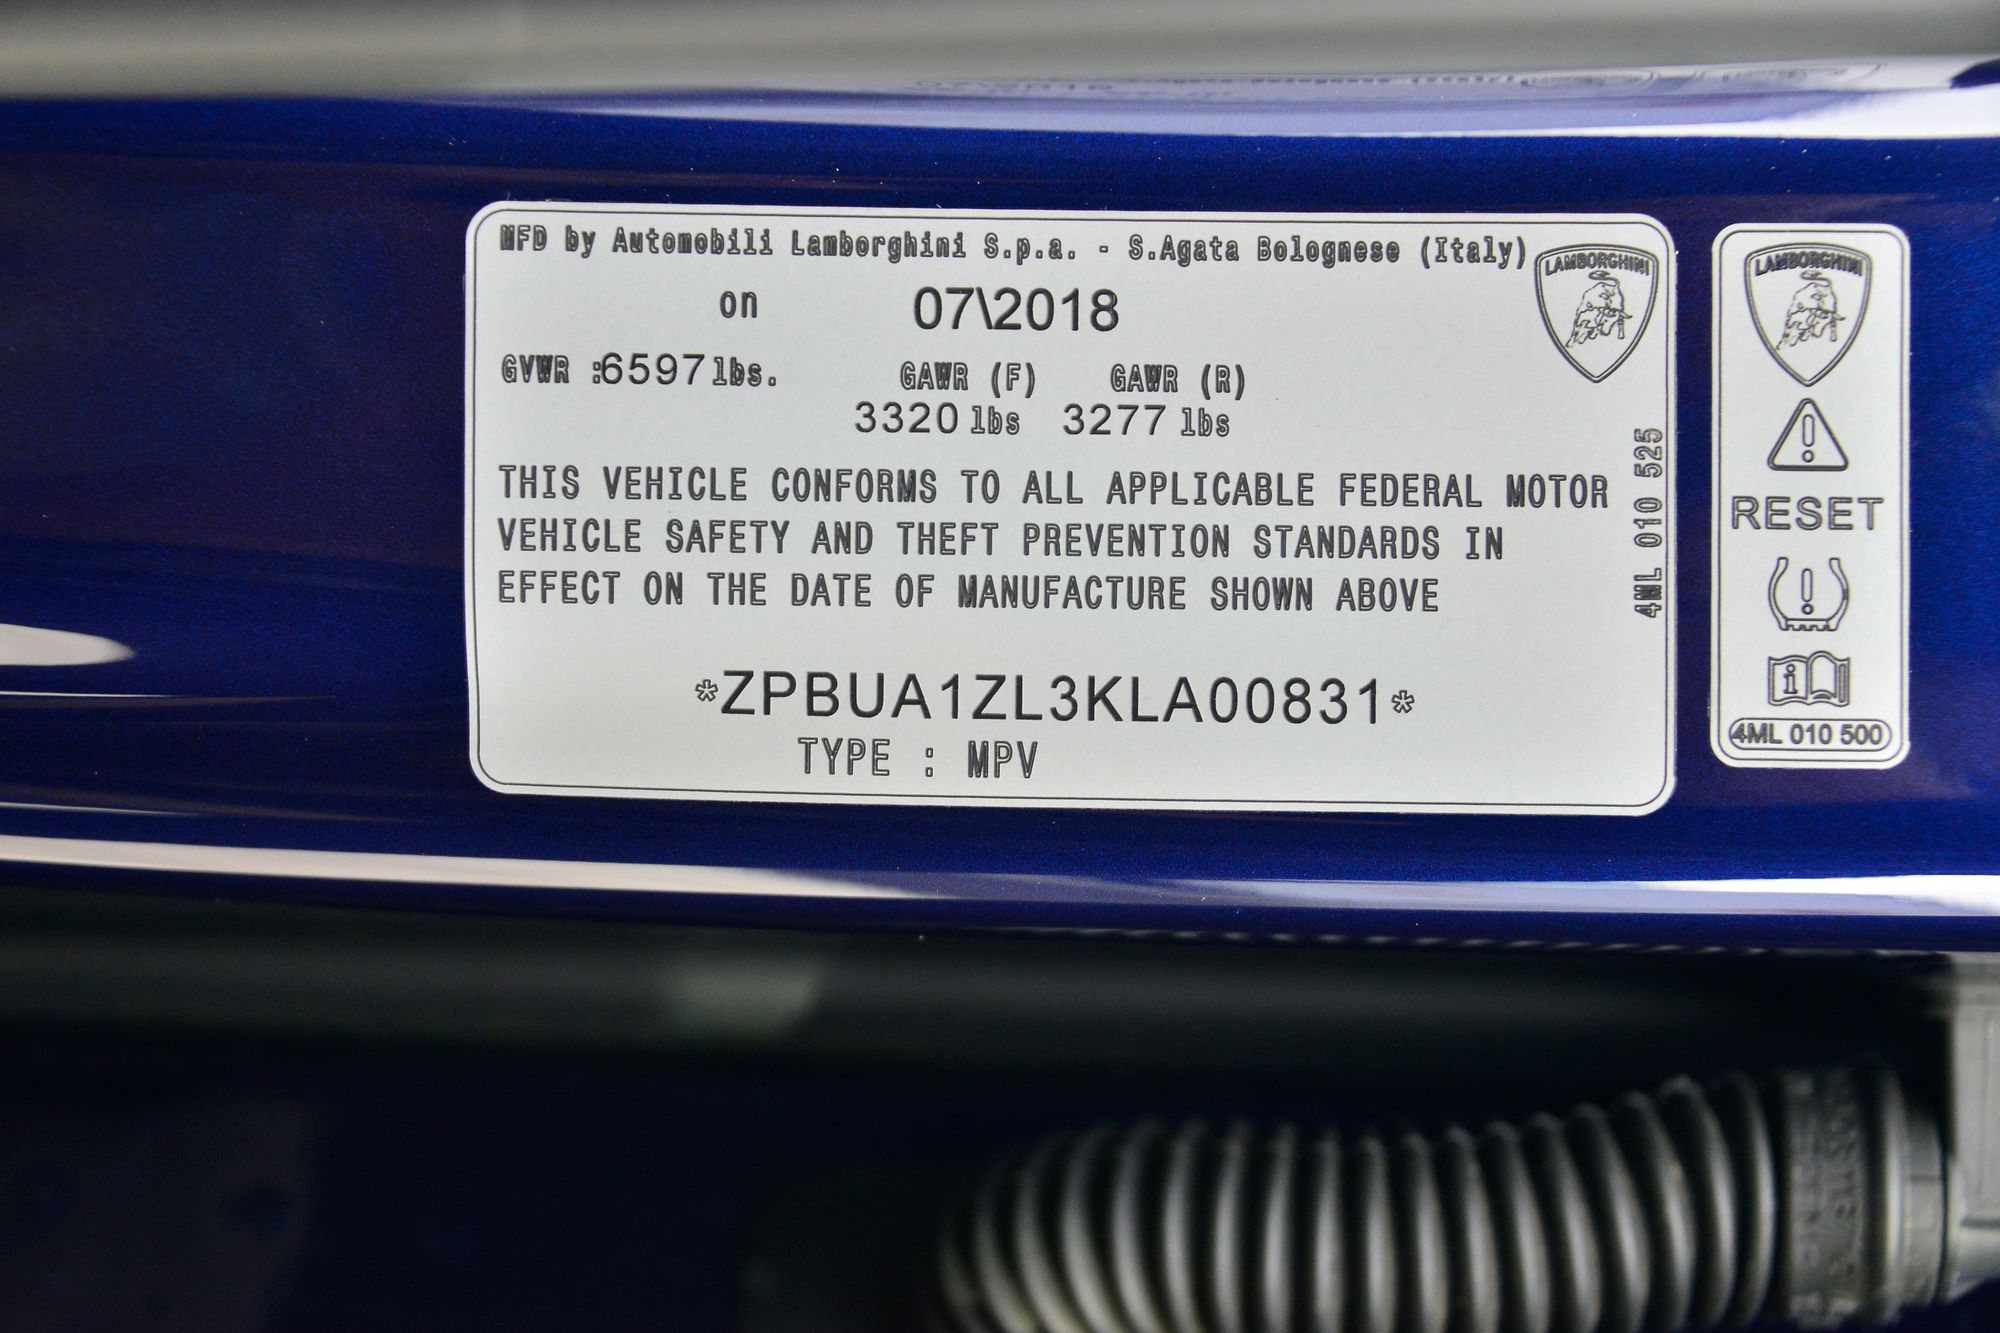 MFD by Automobili Lamborghini S.p.a. - S.Agata Bolognese (Italy)
on 07\2018
GVWR :6597lbs. GAWR (F) GAWR (R)
3320 lbs 3277 lbs
THIS VEHICLE CONFORMS TO ALL APPLICABLE FEDERAL MOTOR
VEHICLE SAFETY AND THEFT PREVENTION STANDARDS IN
EFFECT ON THE DATE OF MANUFACTURE SHOWN ABOVE
*ZPBUA1ZL3KLA00831*
TYPE : MPV
LAMBORGHINI
4ML 010 525
LAMBORGHINI
RESET
4ML 010 500